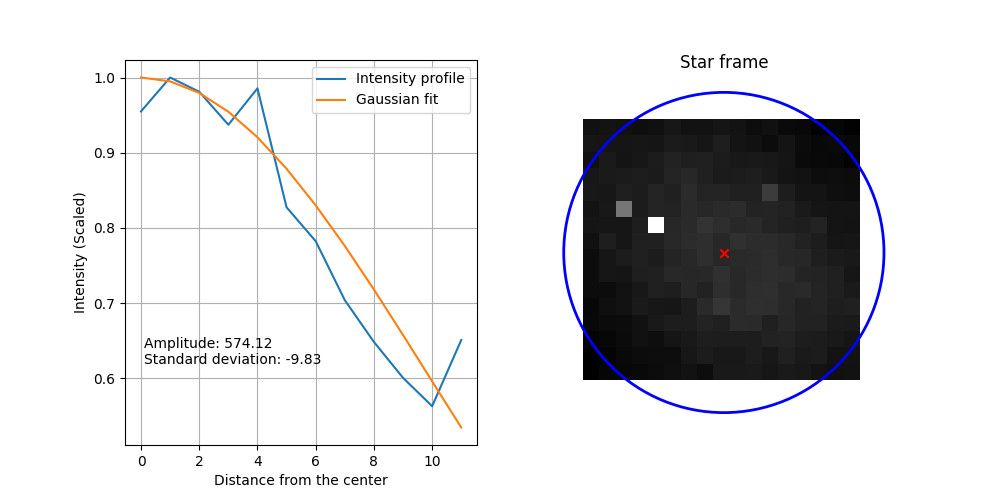 Star frame
Intensity profile
Gaussian fit
1.0
0.9
0.8
0.7
0.6
Intensity (Scaled)
Amplitude: 574.12
Standard deviation: -9.83
0 2 4 6 8 10
Distance from the center